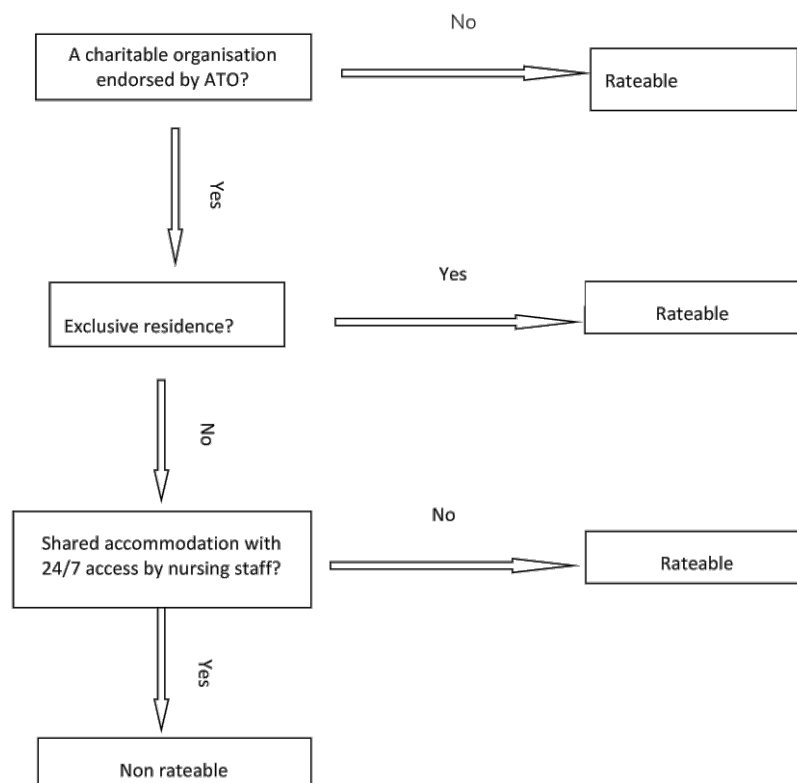 No
A charitable organisation
endorsed by ATO?
Rateable
Yes
Yes
Exclusive residence?
Rateable
No
No
Shared accommodation with
24/7 access by nursing staff?
Rateable
Yes
Non rateable